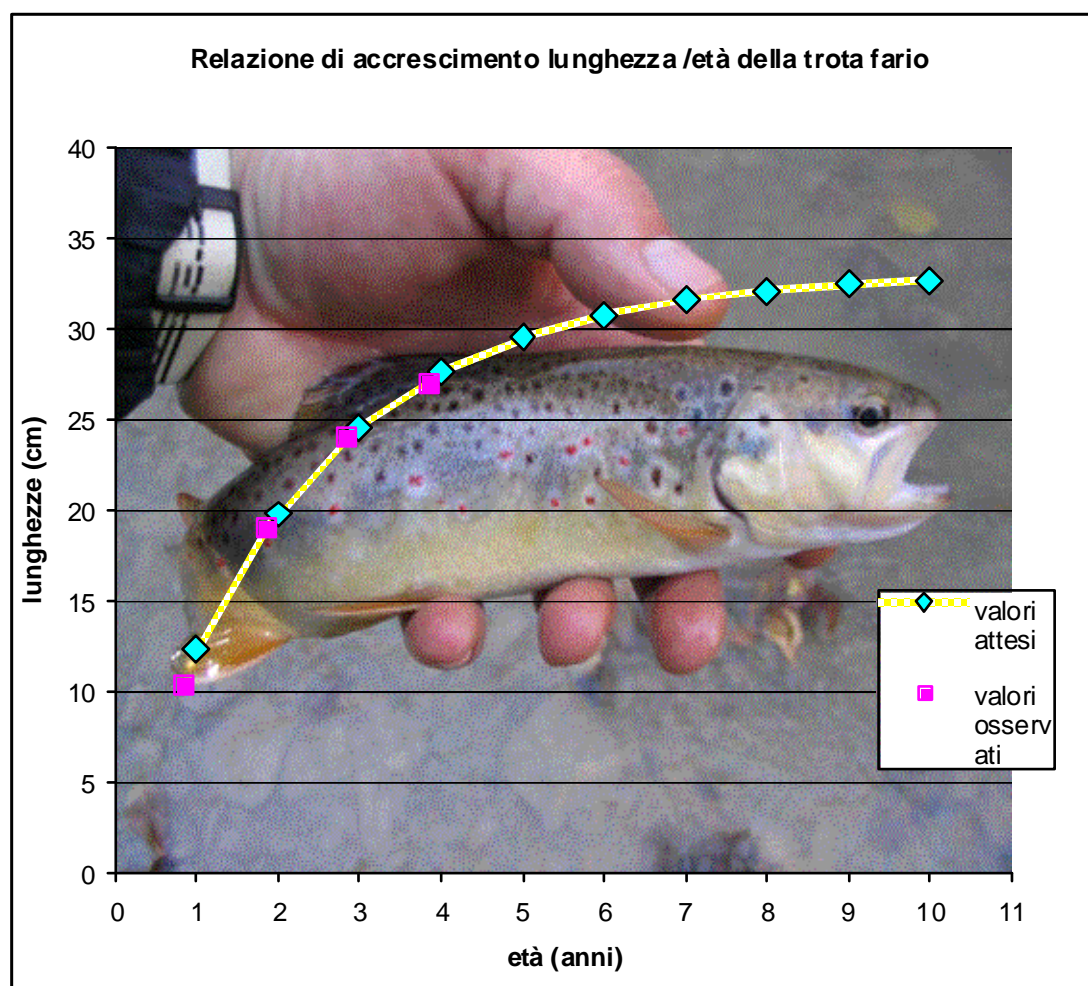 Relazione di accrescimento lunghezza /età della trota fario
40
35
30
25
20
15
10
5
0
lunghezze (cm)
0 1 2 3 4 5 6 7 8 9 10 11
età (anni)
valori
attesi
valori
osserv
ati